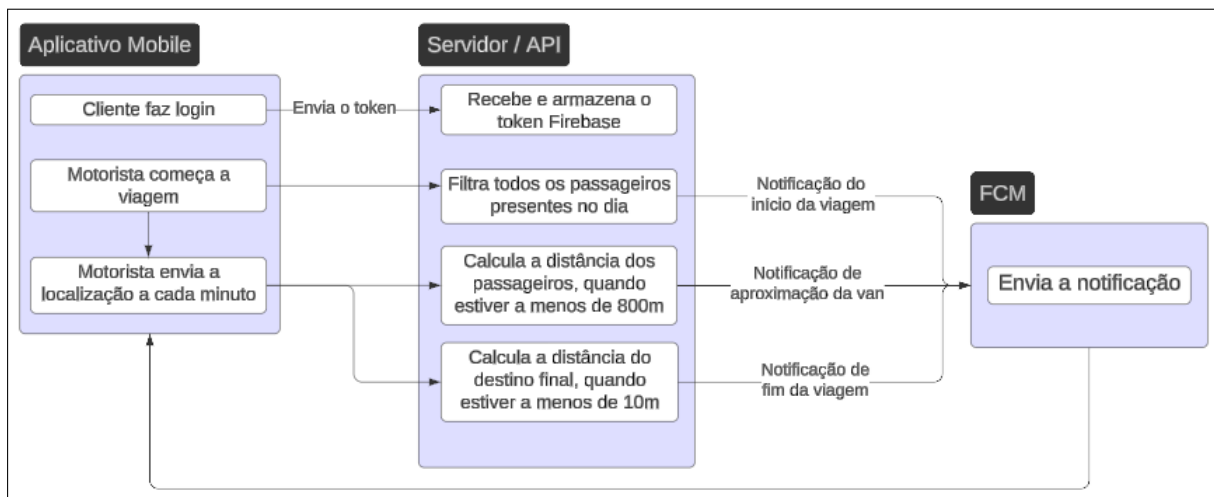 Aplicativo Mobile
Cliente faz login
Motorista começa a
viagem
Motorista envia a
localização a cada minuto
Envia o token
Servidor / API
Recebe e armazena o
token Firebase
Filtra todos os passageiros
presentes no dia
Calcula a distância dos
passageiros, quando
estiver a menos de 800m
Calcula a distância do
destino final, quando
estiver a menos de 10m
Notificação do
início da viagem
Notificação de
aproximação da van
Notificação de
fim da viagem
FCM
Envia a notificação